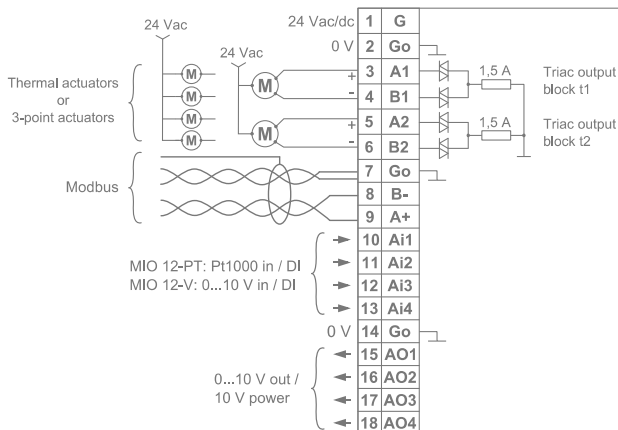 24 Vac/dc 1 G
24 Vac
0 V 2 Go
24 Vac
M
M
M
M
M
M
+ 3 A1
- 4 B1
+ 5 A2
- 6 B2
1,5 A
1,5 A
Triac output
block t1
Triac output
block t2
Thermal actuators
or
3-point actuators
Modbus
7 Go
8 B-
9 A+
10 Ai1
11 Ai2
12 Ai3
13 Ai4
MIO 12-PT: Pt1000 in / DI
MIO 12-V: 0...10 V in / DI
0 V 14 Go
15 AO1
16 AO2
17 AO3
18 AO4
0...10 V out /
10 V power